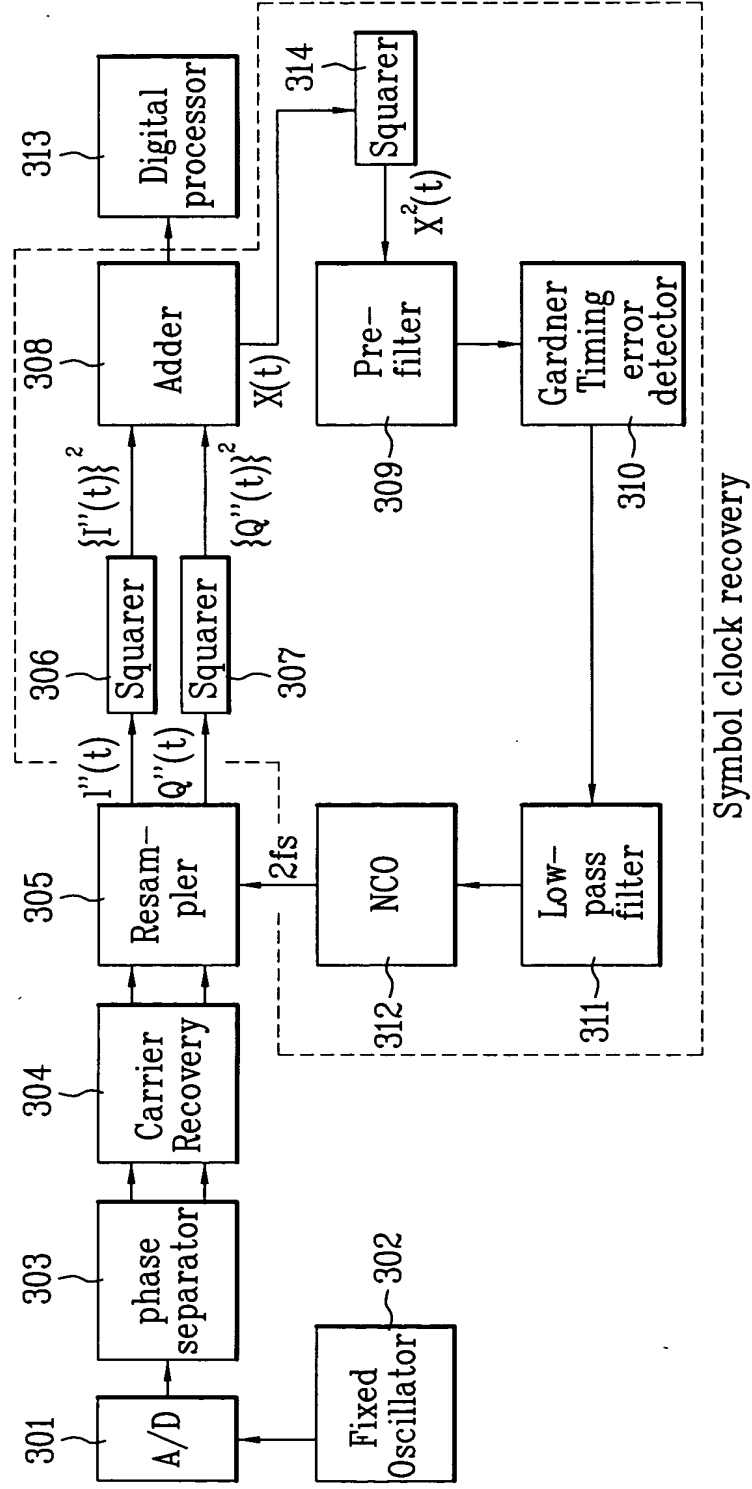 301
A/D
302
Fixed
Oscillator
303
phase
separator
304
Carrier
Recovery
305
Resam-
pler
I''(t)
Q''(t)
306
Squarer
Squarer
307
{I''(t)}²
{Q''(t)}²
308
Adder
X(t)
313
Digital
processor
314
Squarer
X²(t)
Pre-
filter
309
Gardner
Timing
error
detector
310
Low-
pass
filter
311
NCO
312
2fs
Symbol clock recovery